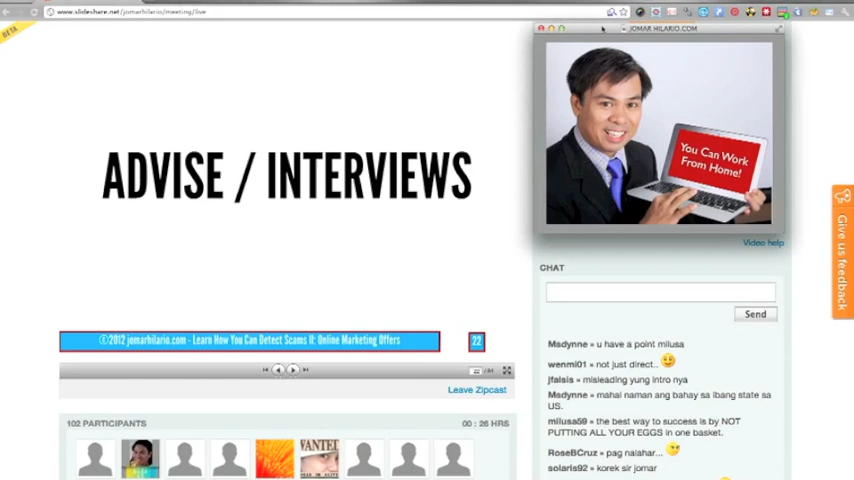 www.slideshare.net/jomarhilario/meeting/live
BETA
ADVISE / INTERVIEWS
©2012 jomarhilario.com - Learn How You Can Detect Scams II: Online Marketing Offers
22
22 / 84
Leave Zipcast
102 PARTICIPANTS
00 : 26 HRS
WANTED
JOMAR HILARIO.COM
You Can Work
From Home!
Video help
CHAT
Send
Msdynne » u have a point milusa
wenmi01 » not just direct..
jfalsis » misleading yung intro nya
Msdynne » mahal naman ang bahay sa ibang state sa
US.
milusa59 » the best way to success is by NOT
PUTTING ALL YOUR EGGS in one basket.
RoseBCruz » pag nalahar...
solaris92 » korek sir jomar
Give us feedback